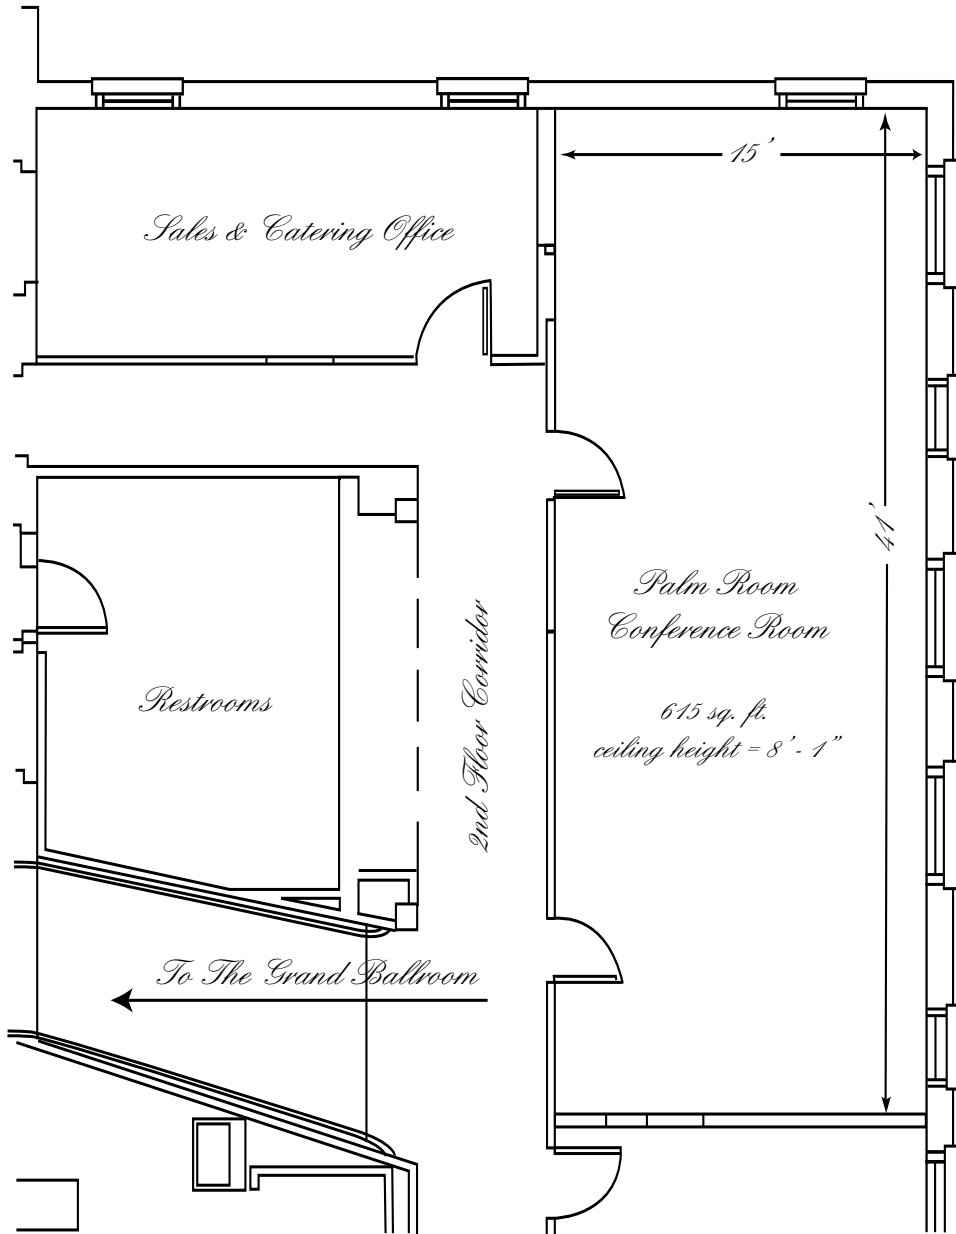 15'
Sales & Catering Office
41'
Palm Room
Conference Room
2nd Floor Corridor
Restrooms
615 sq. ft.
ceiling height = 8' - 1"
To The Grand Ballroom